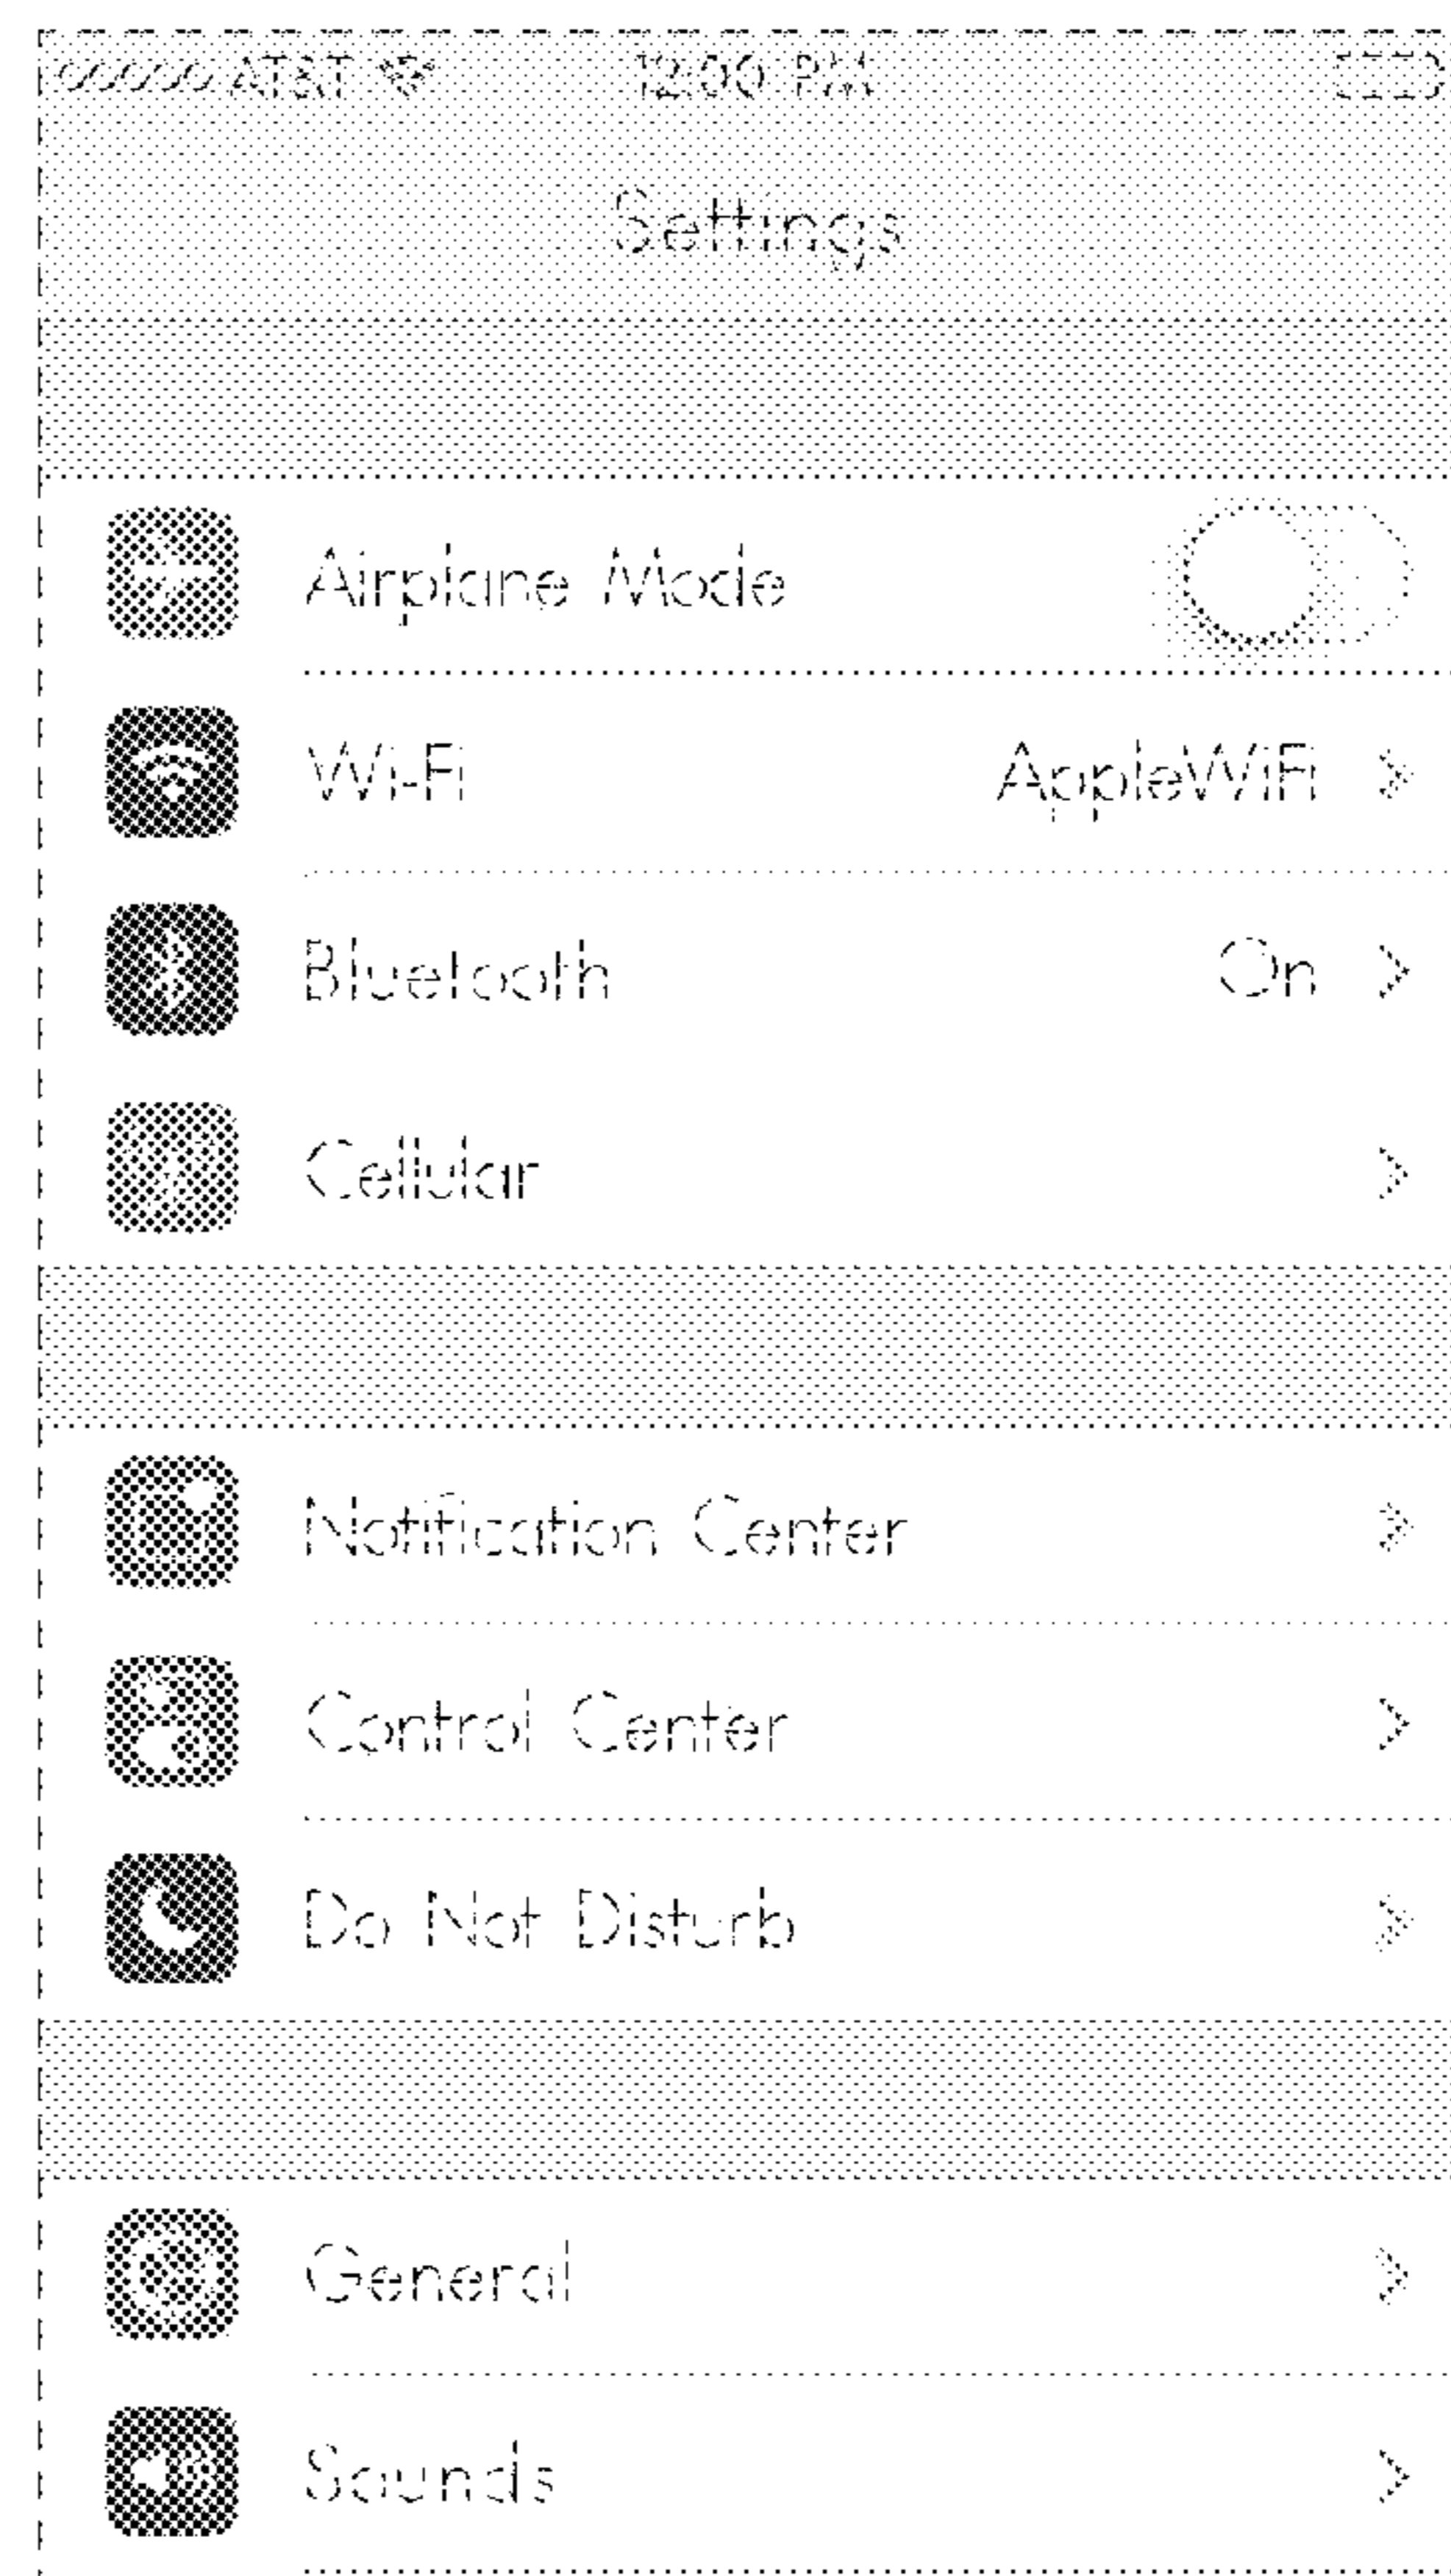 AT&T 12:00 PM
Settings
Airplane Mode
Wi-Fi AppleWiFi
Bluetooth On
Cellular
Notification Center
Control Center
Do Not Disturb
General
Sounds